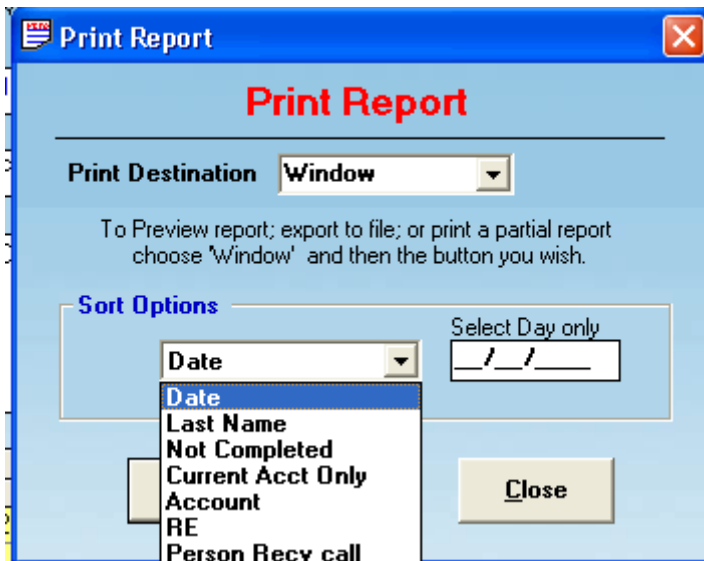 Print Report
Print Report
Print Destination Window
To Preview report; export to file; or print a partial report
choose 'Window' and then the button you wish.
Sort Options
Select Day only
Date
__/__/____
Date
Last Name
Not Completed
Current Acct Only
Account
RE
Person Recv call
Close